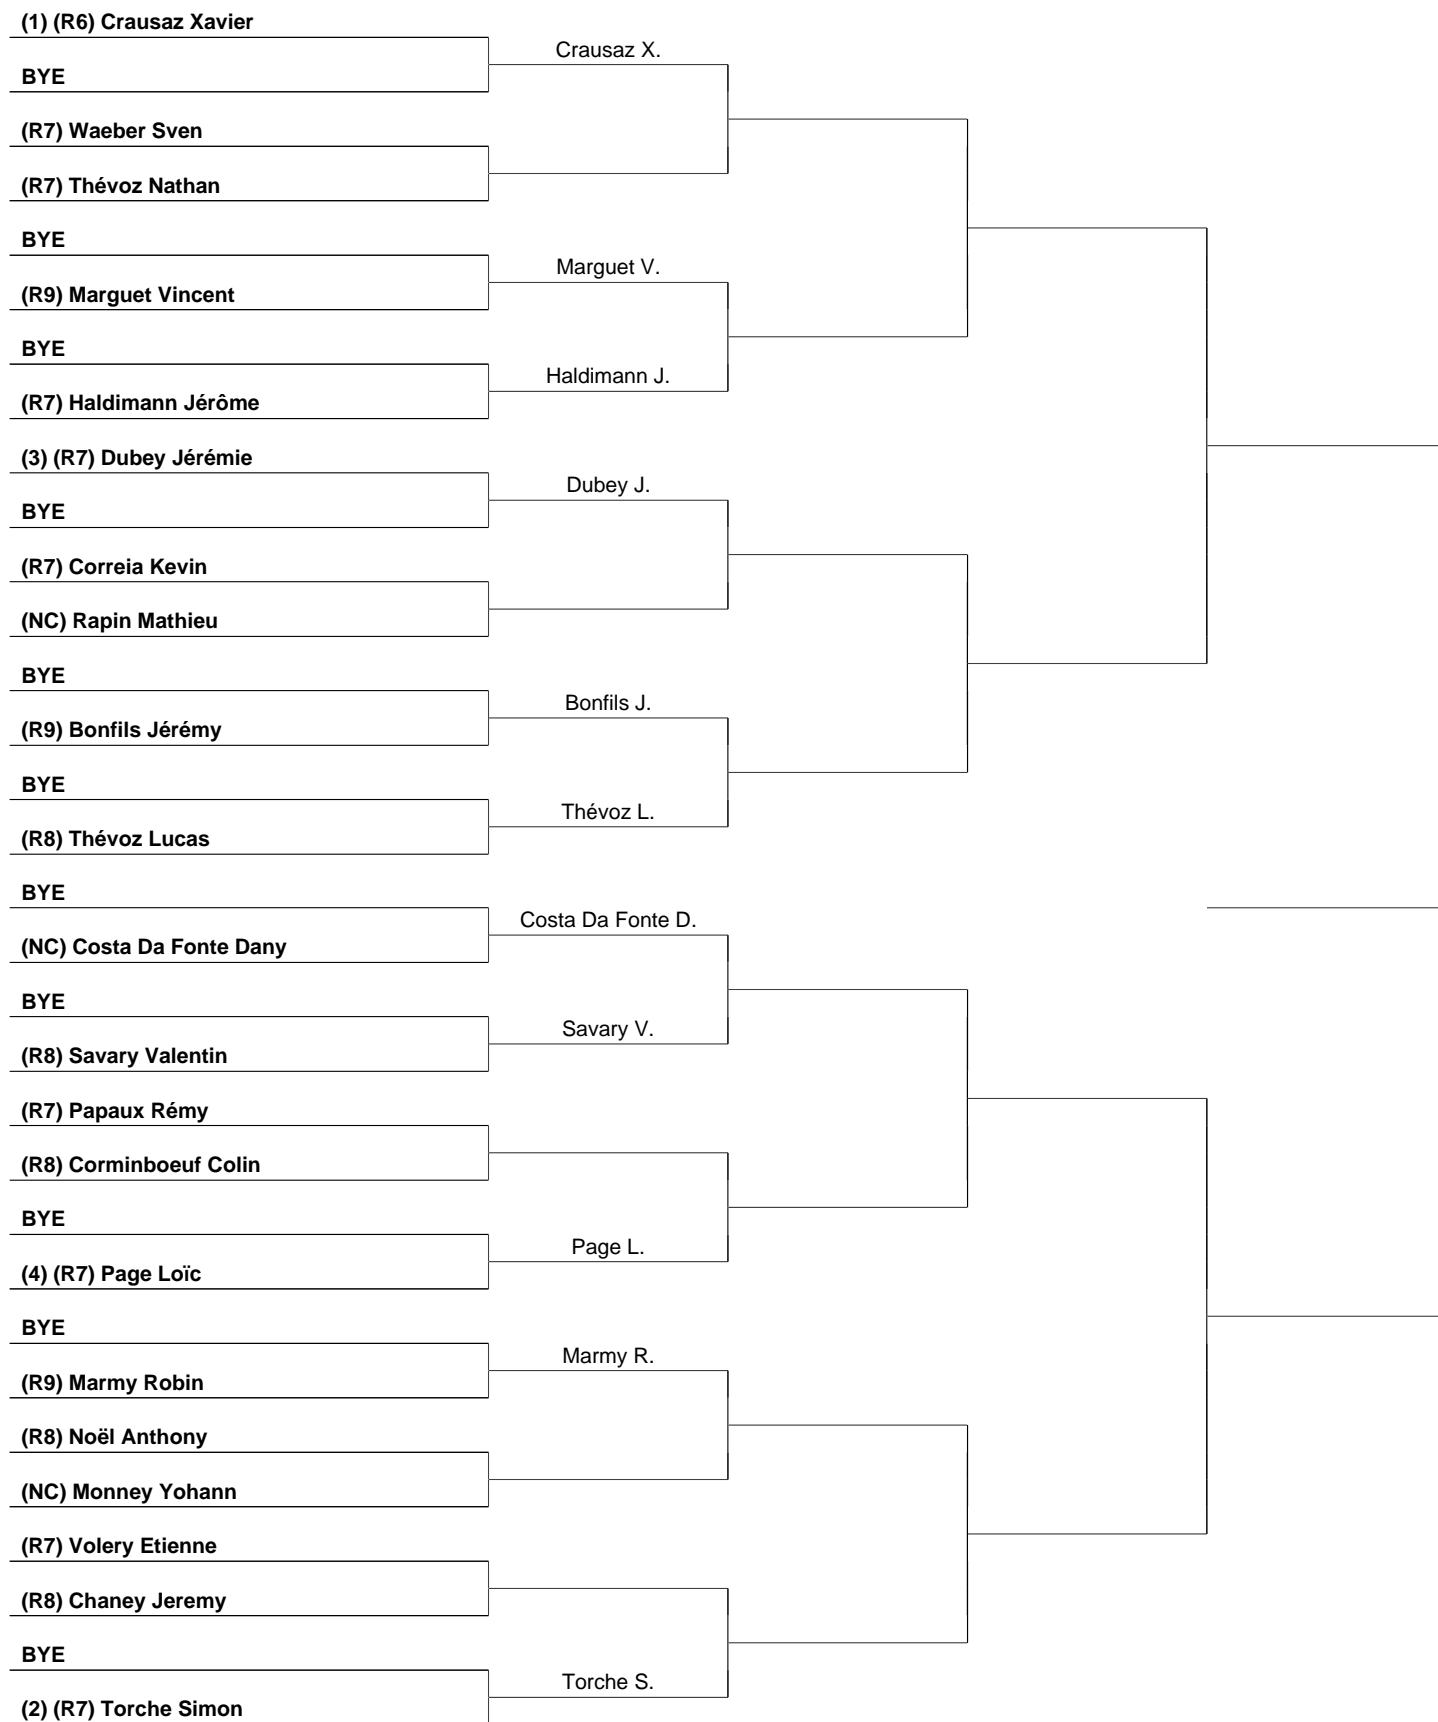 (1) (R6) Crausaz Xavier
Crausaz X.
BYE
(R7) Waeber Sven
(R7) Thévoz Nathan
BYE
Marguet V.
(R9) Marguet Vincent
BYE
Haldimann J.
(R7) Haldimann Jérôme
(3) (R7) Dubey Jérémie
Dubey J.
BYE
(R7) Correia Kevin
(NC) Rapin Mathieu
BYE
Bonfils J.
(R9) Bonfils Jérémy
BYE
Thévoz L.
(R8) Thévoz Lucas
BYE
Costa Da Fonte D.
(NC) Costa Da Fonte Dany
BYE
Savary V.
(R8) Savary Valentin
(R7) Papaux Rémy
(R8) Corminboeuf Colin
BYE
Page L.
(4) (R7) Page Loïc
BYE
Marmy R.
(R9) Marmy Robin
(R8) Noël Anthony
(NC) Monney Yohann
(R7) Volery Etienne
(R8) Chaney Jeremy
BYE
Torche S.
(2) (R7) Torche Simon